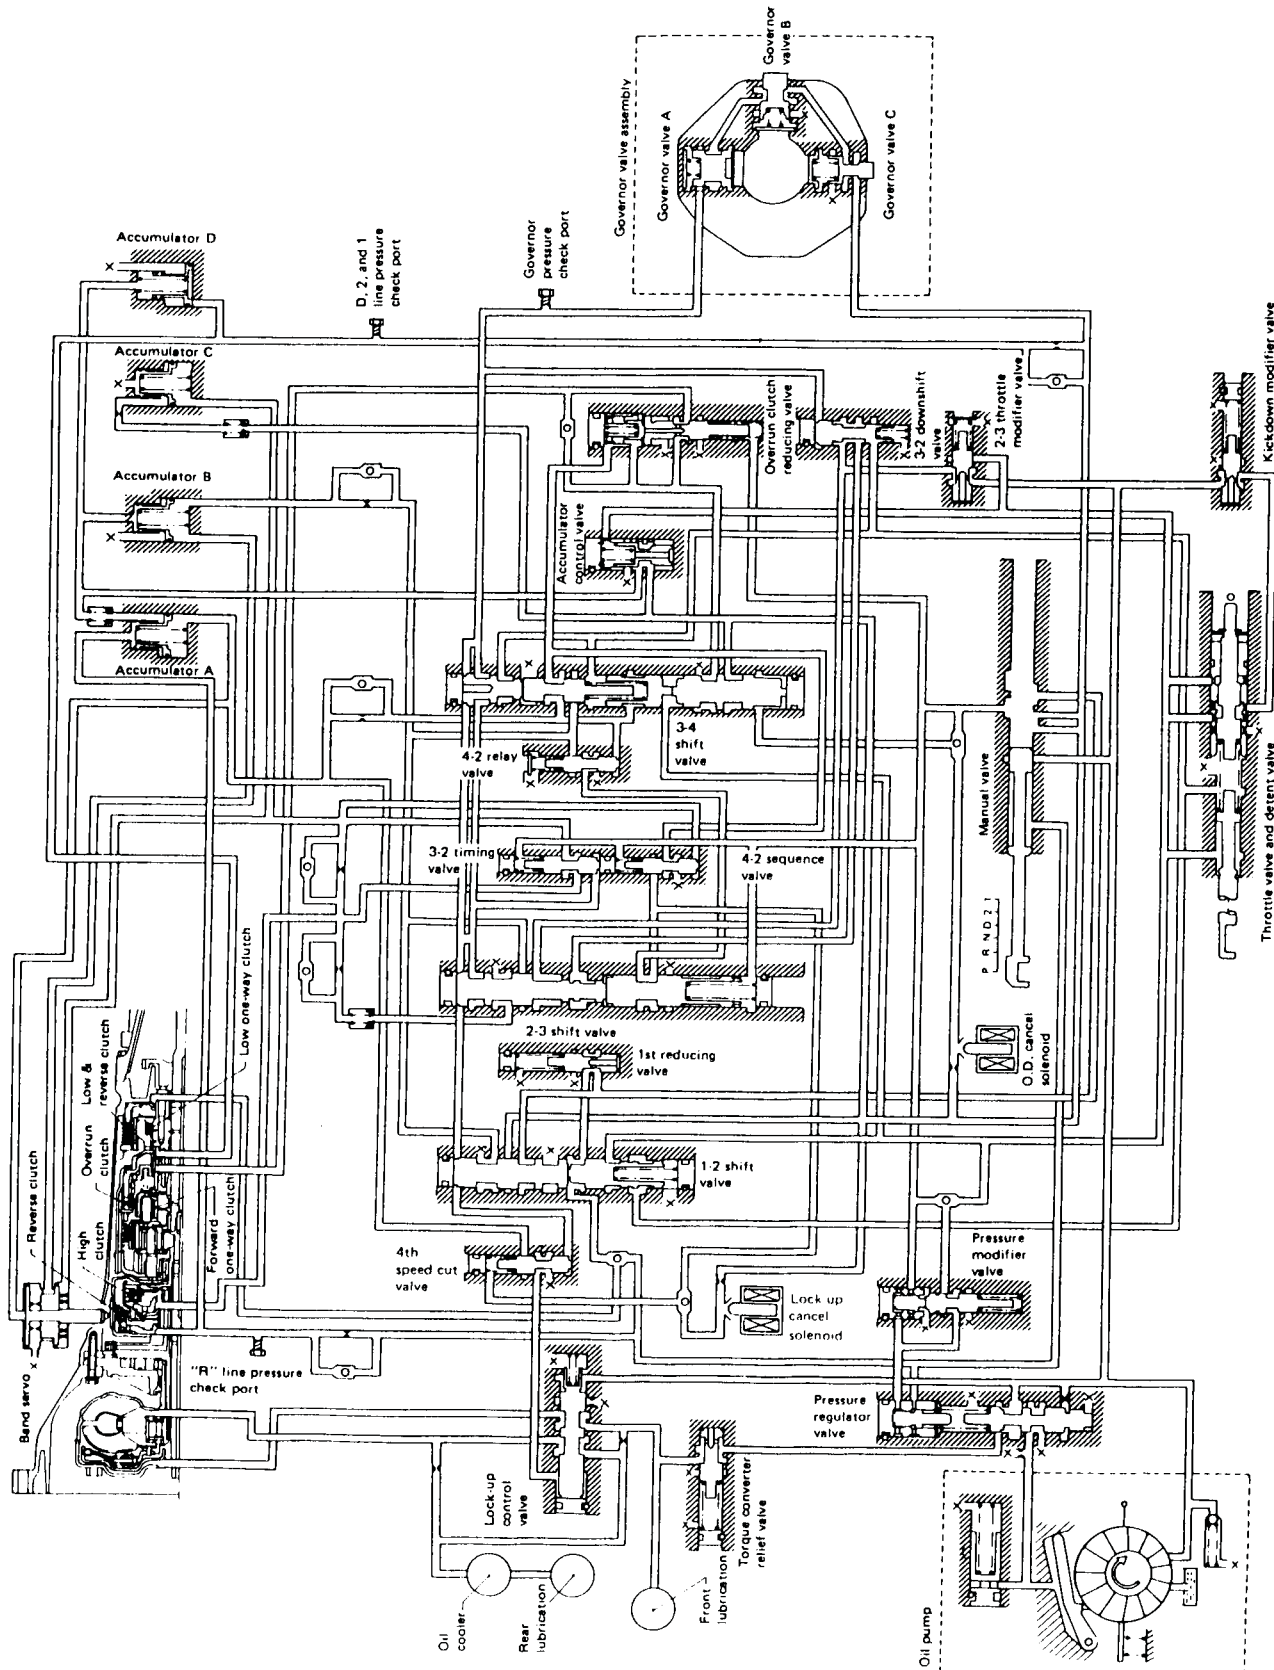 Governor
valve B
Governor valve assembly
Governor valve A
Governor valve C
Accumulator D
D, 2, and 1
line pressure
check port
Governor
pressure
check port
Accumulator C
Accumulator B
Accumulator A
Overrun clutch
reducing valve
3-2 downshift
valve
2-3 throttle
modifier valve
Kickdown modifier valve
Accumulator
control valve
4-2 relay
valve
3-4
shift
valve
3-2 timing
valve
4-2 sequence
valve
Manual valve
P R N D 2 1
Throttle valve and detent valve
2-3 shift valve
1st reducing
valve
O.D. cancel
solenoid
Reverse clutch
High
clutch
Overrun
clutch
Low &
reverse clutch
Low one-way clutch
Forward
one-way clutch
1-2 shift
valve
4th
speed cut
valve
Lock up
cancel
solenoid
Pressure
modifier
valve
Band servo
"R" line pressure
check port
Pressure
regulator
valve
Lock-up
control
valve
Torque converter
relief valve
Oil
cooler
Rear
lubrication
Front
lubrication
Oil pump